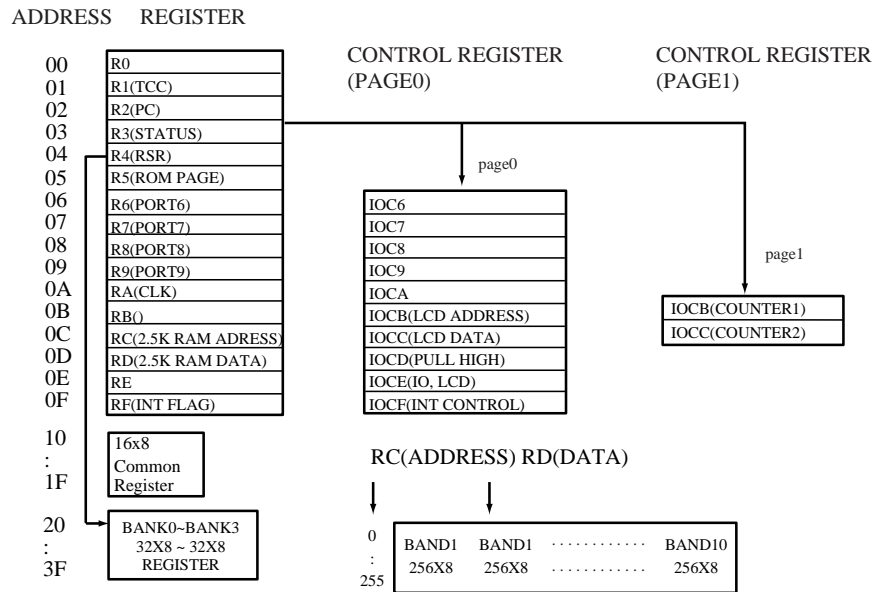 ADDRESS REGISTER
00 R0
01 R1(TCC)
02 R2(PC)
03 R3(STATUS)
04 R4(RSR)
05 R5(ROM PAGE)
06 R6(PORT6)
07 R7(PORT7)
08 R8(PORT8)
09 R9(PORT9)
0A RA(CLK)
0B RB()
0C RC(2.5K RAM ADRESS)
0D RD(2.5K RAM DATA)
0E RE
0F RF(INT FLAG)
10 16x8
: Common
1F Register
20 BANK0~BANK3
: 32X8 ~ 32X8
3F REGISTER
CONTROL REGISTER
(PAGE0)
page0
IOC6
IOC7
IOC8
IOC9
IOCA
IOCB(LCD ADDRESS)
IOCC(LCD DATA)
IOCD(PULL HIGH)
IOCE(IO, LCD)
IOCF(INT CONTROL)
CONTROL REGISTER
(PAGE1)
page1
IOCB(COUNTER1)
IOCC(COUNTER2)
RC(ADDRESS) RD(DATA)
0
:
255
BAND1 BAND1 . . . . . . . . . . . . BAND10
256X8 256X8 . . . . . . . . . . . . 256X8